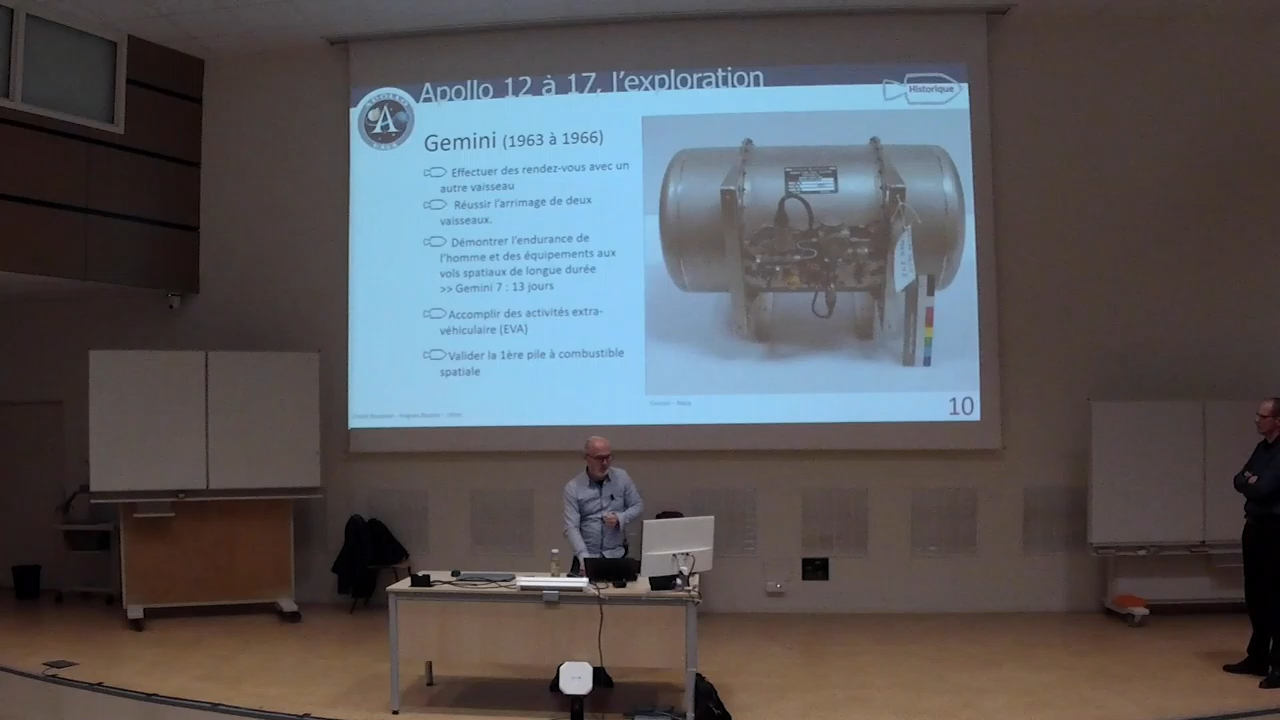 Apollo 12 à 17, l'exploration
Historique
A
Gemini (1963 à 1966)
Effectuer des rendez-vous avec un
autre vaisseau
Réussir l'arrimage de deux
vaisseaux.
Démontrer l'endurance de
l'homme et des équipements aux
vols spatiaux de longue durée
>> Gemini 7 : 13 jours
Accomplir des activités extra-
véhiculaire (EVA)
Valider la 1ère pile à combustible
spatiale
10